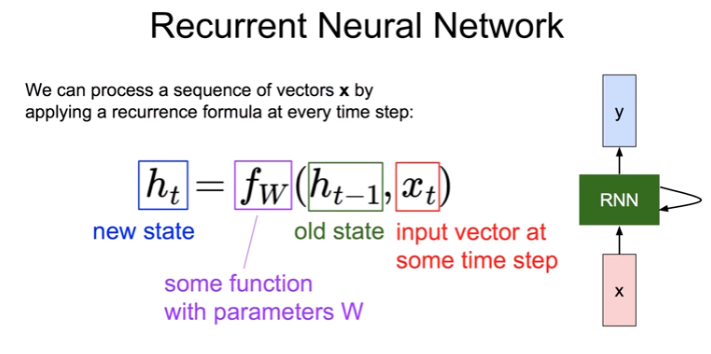 Recurrent Neural Network
We can process a sequence of vectors x by
applying a recurrence formula at every time step:
h_t = f_W(h_{t-1}, x_t)
new state
old state
input vector at
some time step
some function
with parameters W
y
RNN
x